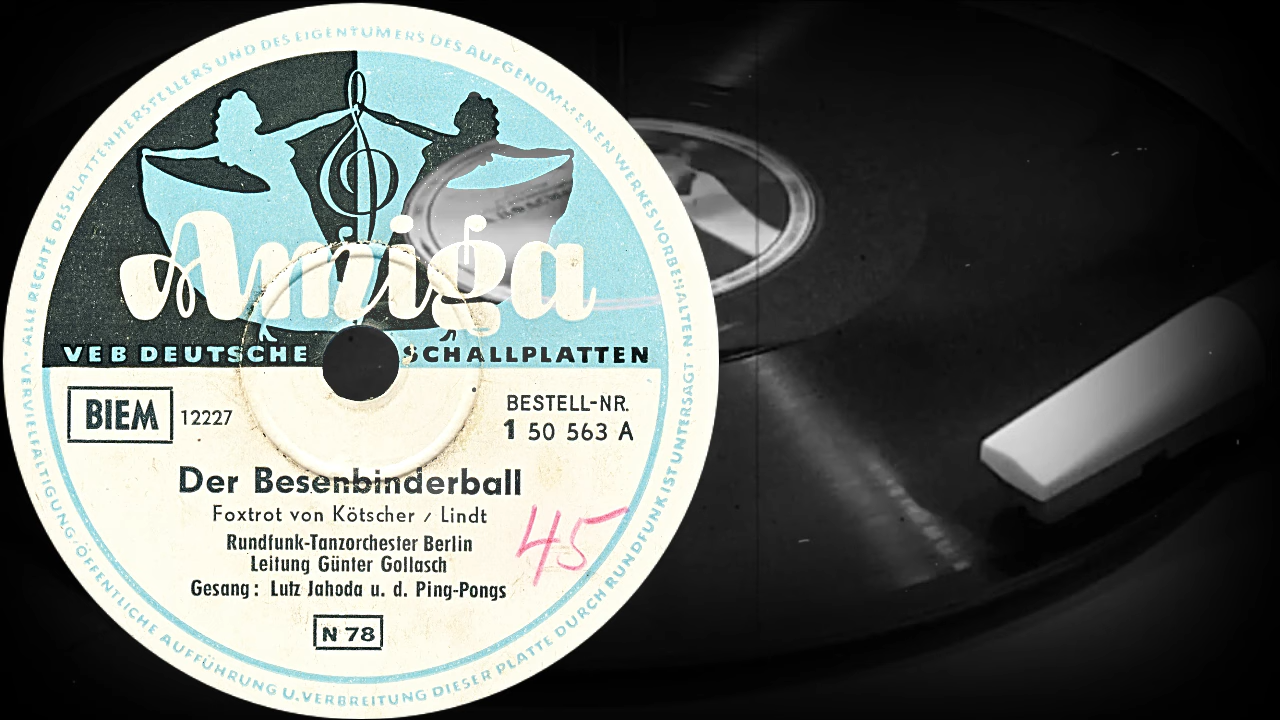 ALLE RECHTE DES PLATTENHERSTELLERS UND DES EIGENTÜMERS DES AUFGENOMMENEN WERKES VORBEHALTEN · VERVIELFÄLTIGUNG/ÖFFENTLICHE AUFFÜHRUNG U. VERBREITUNG DIESER PLATTE DURCH RUNDFUNK IST UNTERSAGT ·
Amiga
VEB DEUTSCHE SCHALLPLATTEN
BIEM 12227
BESTELL-NR.
1 50 563 A
Der Besenbinderball
Foxtrot von Kötscher / Lindt
45
Rundfunk-Tanzorchester Berlin
Leitung Günter Gollasch
Gesang: Lutz Jahoda u. d. Ping-Pongs
N 78